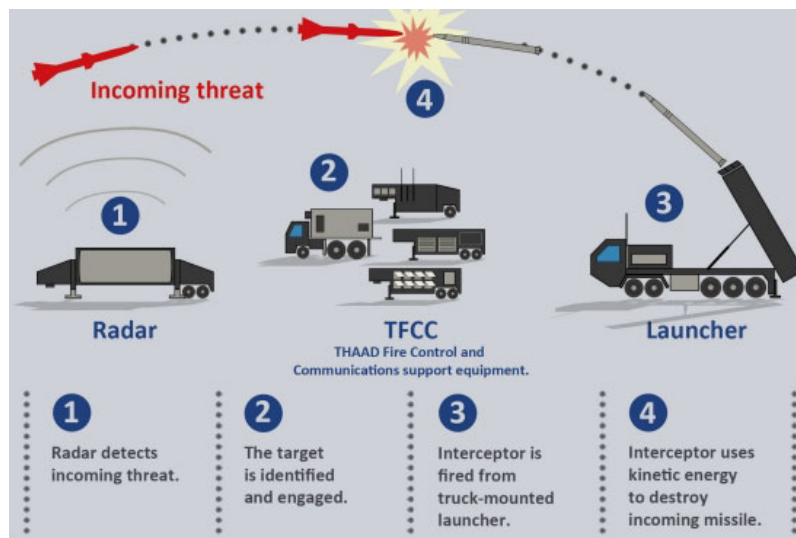 Incoming threat
4
1
2
3
Radar
TFCC
THAAD Fire Control and
Communications support equipment.
Launcher
1
Radar detects
incoming threat.
2
The target
is identified
and engaged.
3
Interceptor is
fired from
truck-mounted
launcher.
4
Interceptor uses
kinetic energy
to destroy
incoming missile.